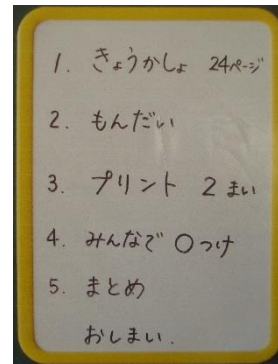 1. きょうかしょ 24ページ
2. もんだい
3. プリント 2まい
4. みんなで ○つけ
5. まとめ
おしまい.